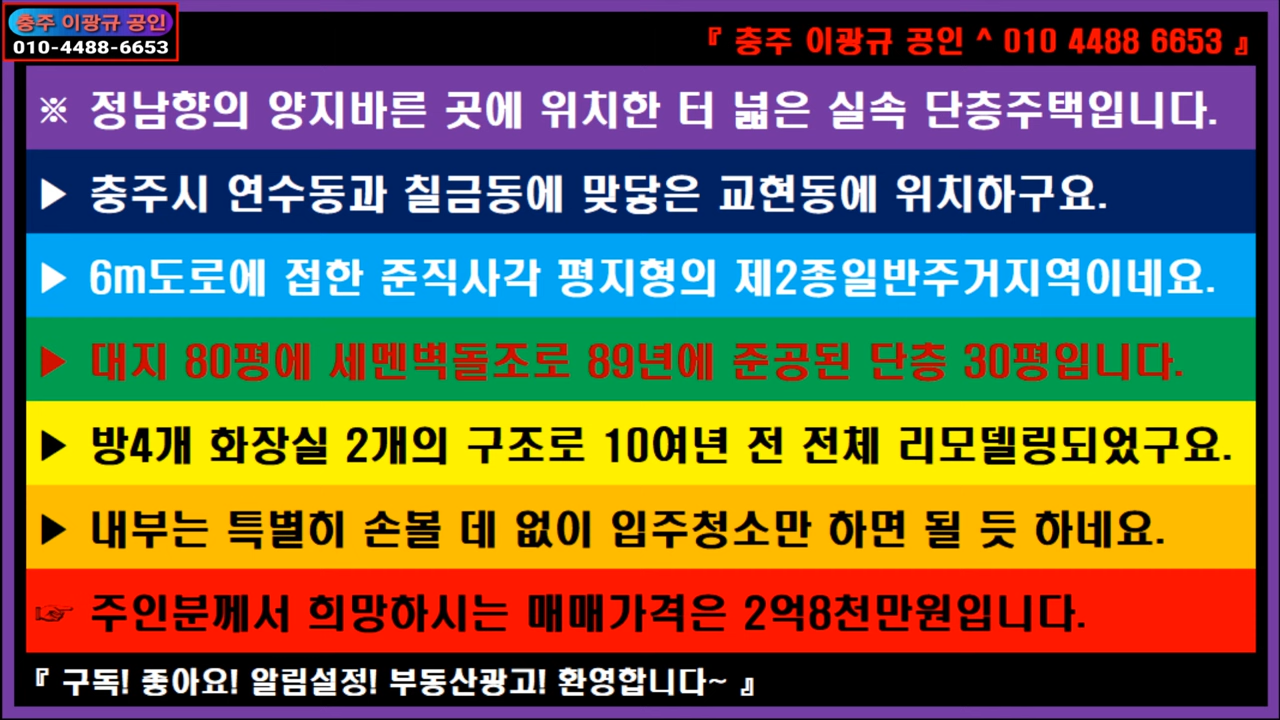 충주 이광규 공인
010-4488-6653
『 충주 이광규 공인 ^ 010 4488 6653 』
※ 정남향의 양지바른 곳에 위치한 터 넓은 실속 단층주택입니다.
▶ 충주시 연수동과 칠금동에 맞닿은 교현동에 위치하구요.
▶ 6m도로에 접한 준직사각 평지형의 제2종일반주거지역이네요.
▶ 대지 80평에 세멘벽돌조로 89년에 준공된 단층 30평입니다.
▶ 방4개 화장실 2개의 구조로 10여년 전 전체 리모델링되었구요.
▶ 내부는 특별히 손볼 데 없이 입주청소만 하면 될 듯 하네요.
☞ 주인분께서 희망하시는 매매가격은 2억8천만원입니다.
『 구독! 좋아요! 알림설정! 부동산광고! 환영합니다~ 』